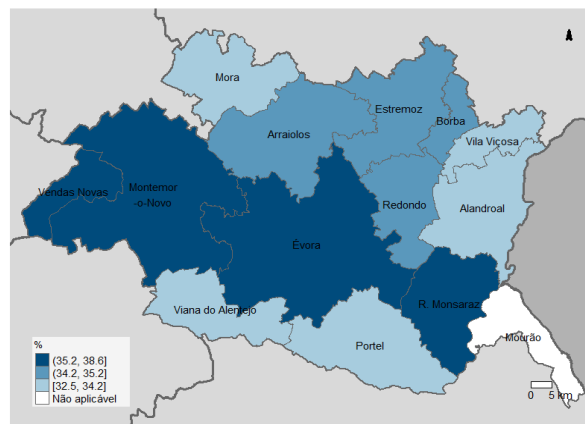 Mora
Estremoz
Borba
Arraiolos
Vila Viçosa
Vendas Novas
Montemor
-o-Novo
Redondo
Alandroal
Évora
R. Monsaraz
Viana do Alentejo
Portel
Mourão
%
(35.2, 38.6]
(34.2, 35.2]
[32.5, 34.2]
Não aplicável
0 5 km